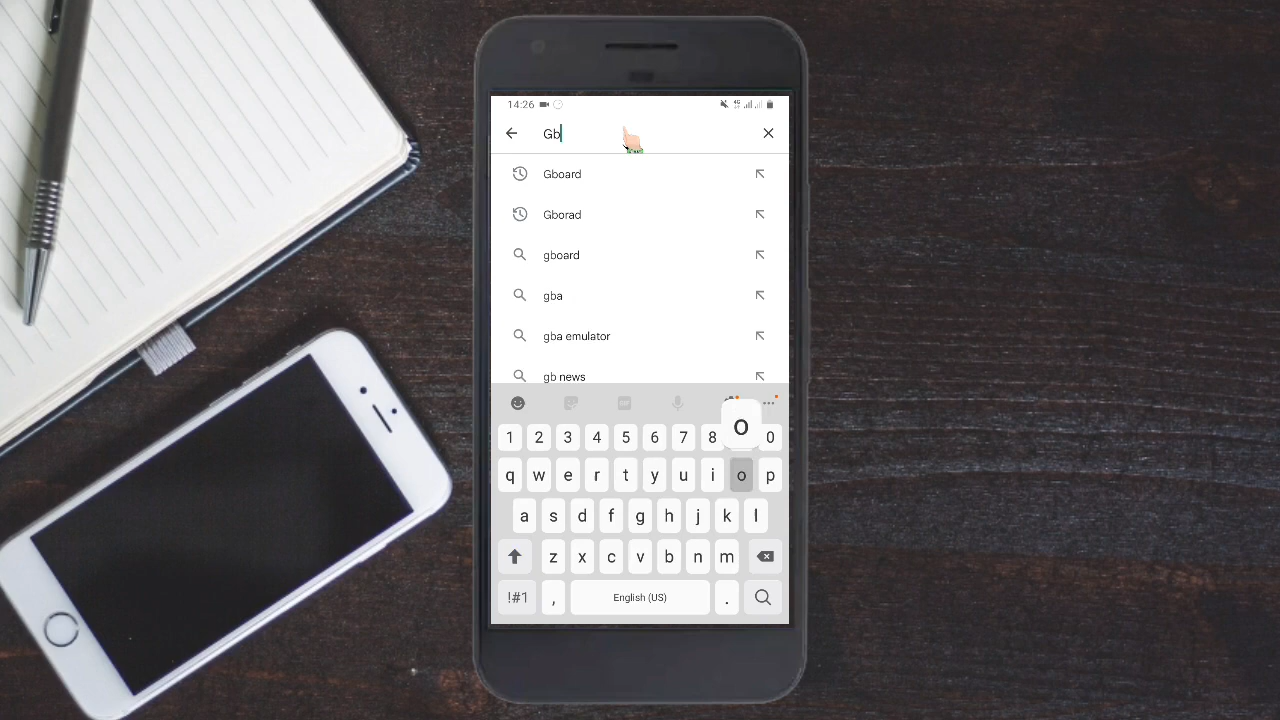 14:26
Gb
Gboard
Gborad
gboard
gba
gba emulator
gb news
GIF
o
1 2 3 4 5 6 7 8 0
q w e r t y u i o p
a s d f g h j k l
z x c v b n m
!#1 , English (US) .